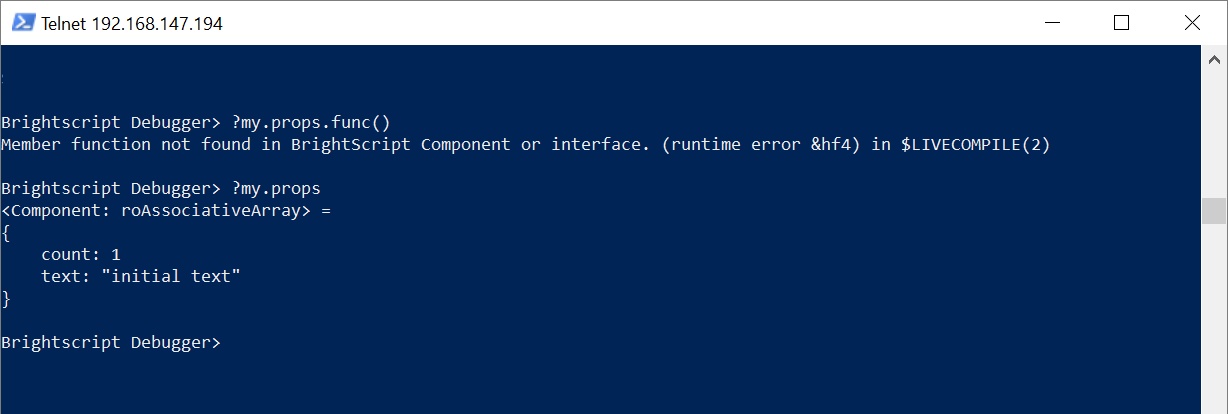 Telnet 192.168.147.194
Brightscript Debugger> ?my.props.func()
Member function not found in BrightScript Component or interface. (runtime error &hf4) in $LIVECOMPILE(2)
Brightscript Debugger> ?my.props
<Component: roAssociativeArray> =
{
    count: 1
    text: "initial text"
}
Brightscript Debugger>